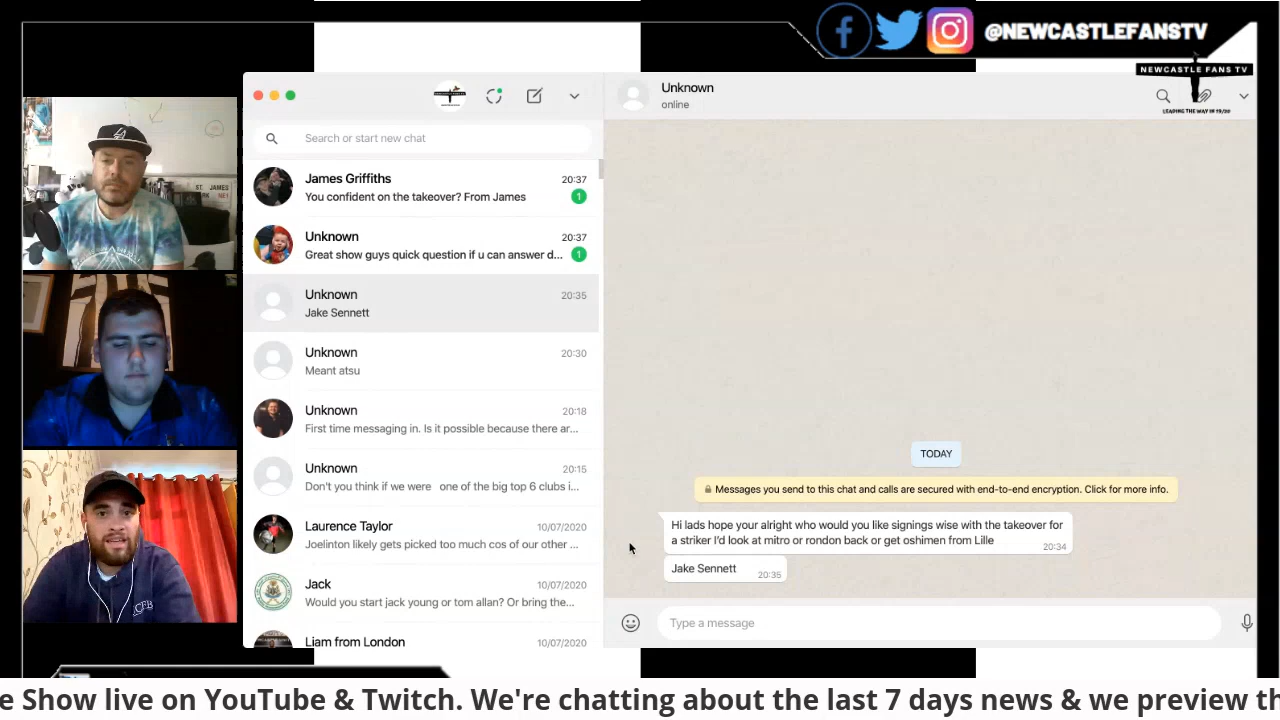 @NEWCASTLEFANSTV
NEWCASTLE FANS TV
LEADING THE WAY IN 19/20
ST. JAMES
NE1
Search or start new chat
James Griffiths 20:37
You confident on the takeover? From James 1
Unknown 20:37
Great show guys quick question if u can answer d... 1
Unknown 20:35
Jake Sennett
Unknown 20:30
Meant atsu
Unknown 20:18
First time messaging in. Is it possible because there ar...
Unknown 20:15
Don't you think if we were one of the big top 6 clubs i...
Laurence Taylor 10/07/2020
Joelinton likely gets picked too much cos of our other ...
Jack 10/07/2020
Would you start jack young or tom allan? Or bring the...
Liam from London 10/07/2020
Unknown
online
TODAY
Messages you send to this chat and calls are secured with end-to-end encryption. Click for more info.
Hi lads hope your alright who would you like signings wise with the takeover for
a striker I'd look at mitro or rondon back or get oshimen from Lille
20:34
Jake Sennett 20:35
Type a message
e Show live on YouTube & Twitch. We're chatting about the last 7 days news & we preview th